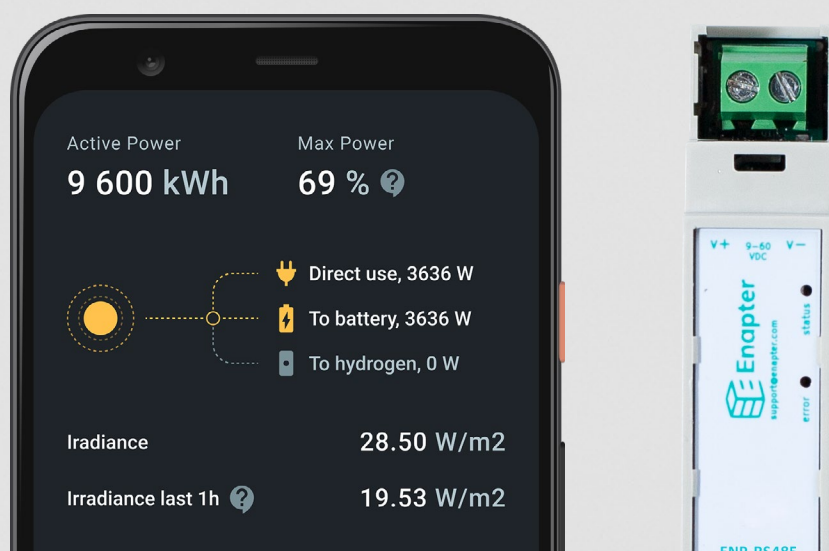 Active Power
Max Power
9 600 kWh
69 %
Direct use, 3636 W
To battery, 3636 W
To hydrogen, 0 W
Iradiance
28.50 W/m2
Irradiance last 1h
19.53 W/m2
V+ 9-60 V-
VDC
Enapter
support@enapter.com
status
error
ENP-RS485